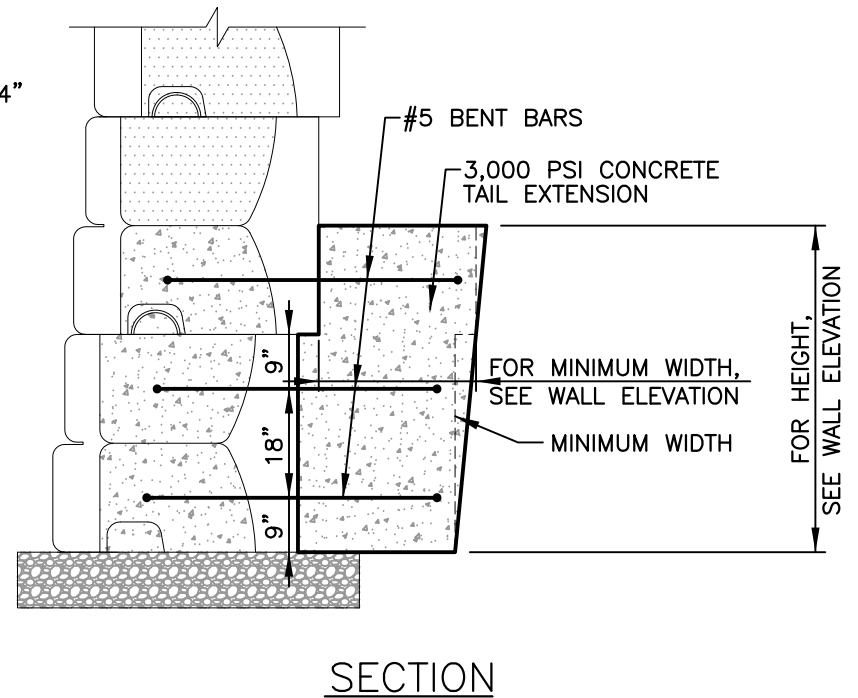 4"
#5 BENT BARS
3,000 PSI CONCRETE
TAIL EXTENSION
9"
FOR MINIMUM WIDTH,
SEE WALL ELEVATION
18"
MINIMUM WIDTH
9"
FOR HEIGHT,
SEE WALL ELEVATION
SECTION